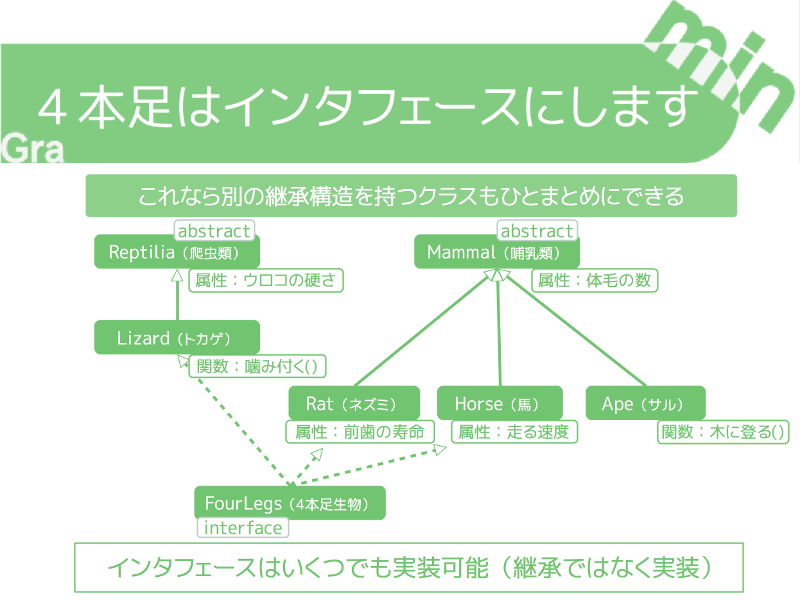 min
４本足はインタフェースにします
Gra
これなら別の継承構造を持つクラスもひとまとめにできる
abstract
Reptilia（爬虫類）
属性：ウロコの硬さ
abstract
Mammal（哺乳類）
属性：体毛の数
Lizard（トカゲ）
関数：噛み付く()
Rat（ネズミ）
属性：前歯の寿命
Horse（馬）
属性：走る速度
Ape（サル）
関数：木に登る()
FourLegs（4本足生物）
interface
インタフェースはいくつでも実装可能（継承ではなく実装）